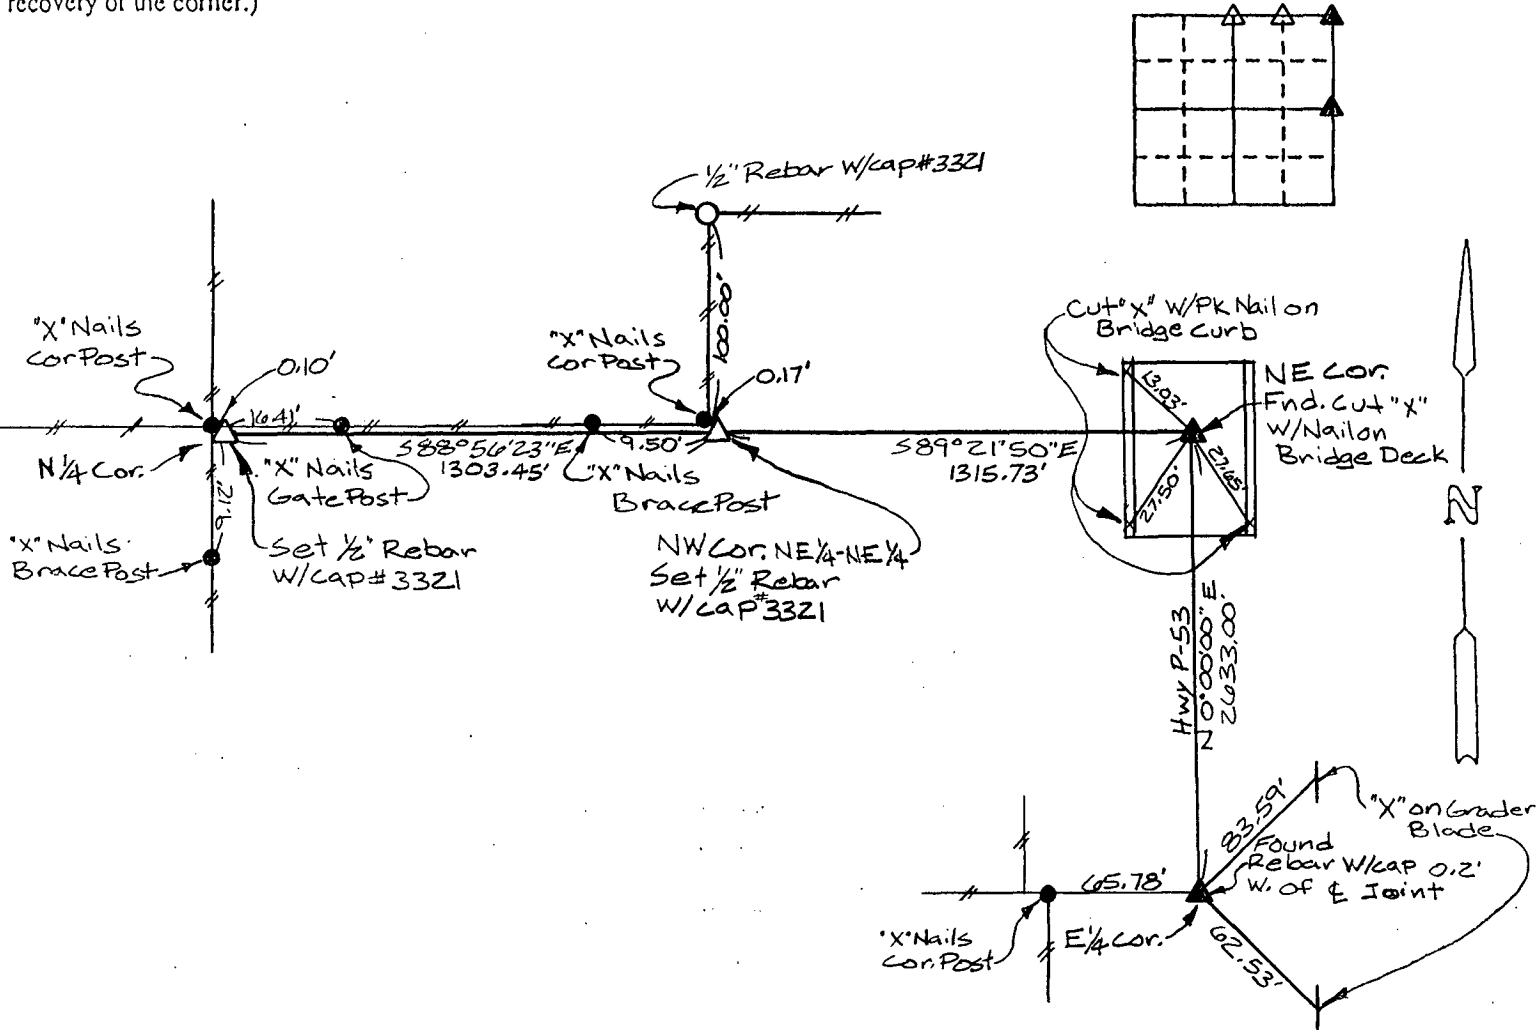 recovery of the corner.)
1/2" Rebar W/cap#3321
100.00'
"X" Nails
Cor Post
0.10'
16.41'
N 1/4 Cor.
"X" Nails
Gate Post
9.12'
"X" Nails
Brace Post
Set 1/2" Rebar
W/cap#3321
S88°56'23"E
1303.45'
"X" Nails
Cor Post
0.17'
9.50'
"X" Nails
Brace Post
NW Cor. NE1/4-NE1/4
Set 1/2" Rebar
W/cap#3321
S89°21'50"E
1315.73'
Cut "X" W/PK Nail on
Bridge Curb
13.03'
27.50'
27.65'
NE Cor.
Fnd. Cut "X"
W/Nail on
Bridge Deck
N
Hwy P-53
N0°00'00"E
2633.00'
83.59'
"X" on Grader
Blade
Found
Rebar W/cap 0.2'
W. of ℄ Joint
65.78'
"X" Nails
Cor. Post
E1/4 Cor.
62.53'